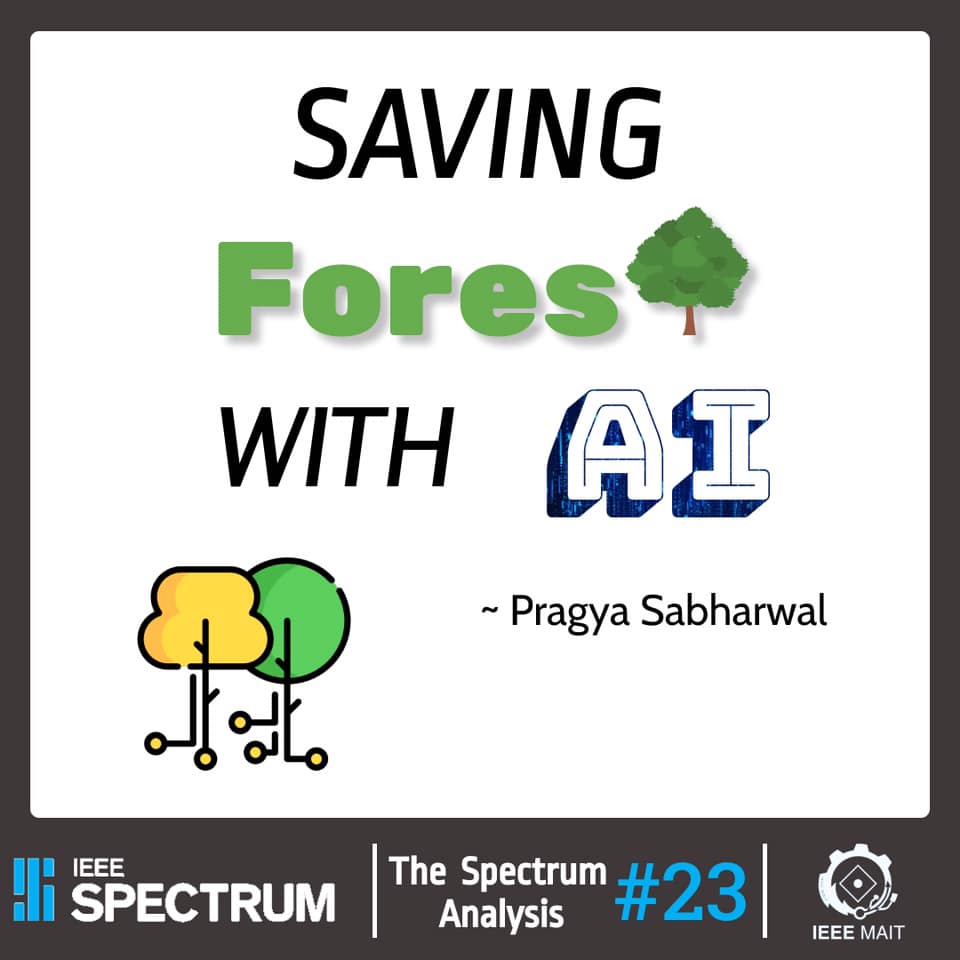 SAVING
Fores
WITH AI
~ Pragya Sabharwal
IEEE
SPECTRUM
The Spectrum
Analysis
#23
IEEE MAIT